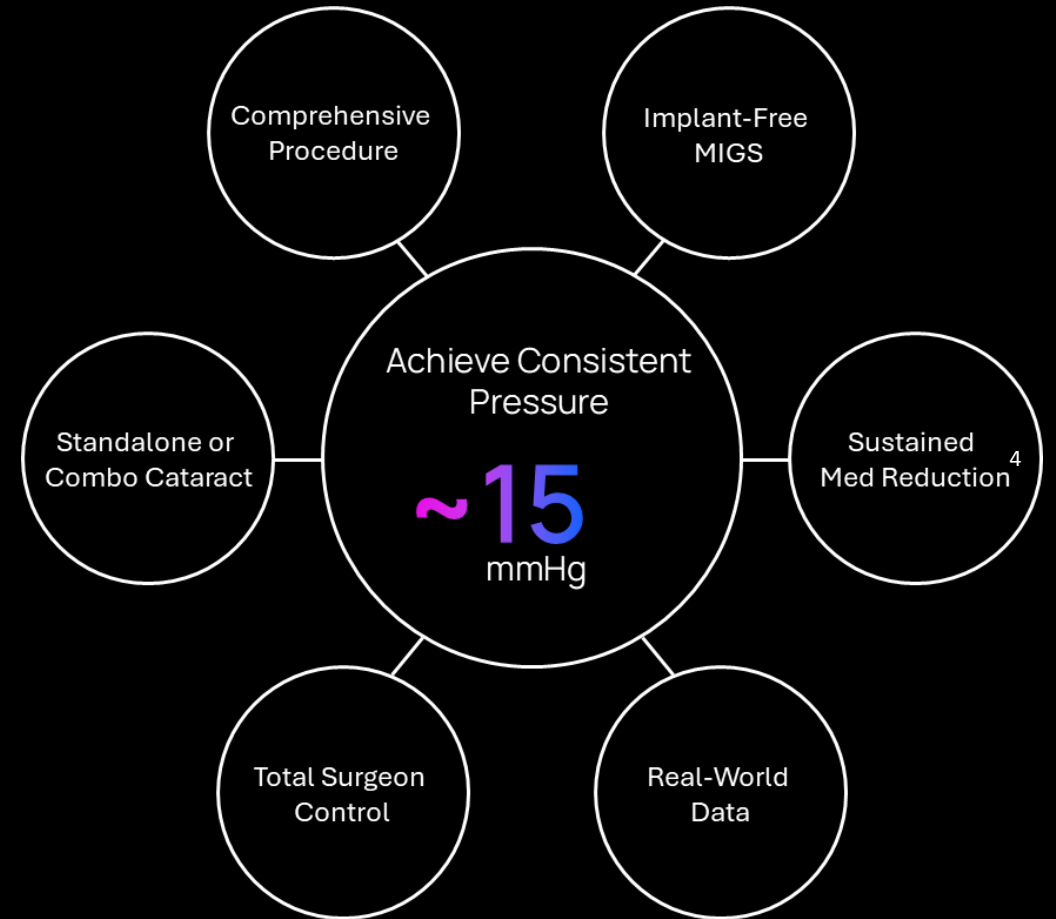 Comprehensive
Procedure
Implant-Free
MIGS
Achieve Consistent
Pressure
~15
mmHg
Standalone or
Combo Cataract
Sustained
Med Reduction 4
Total Surgeon
Control
Real-World
Data